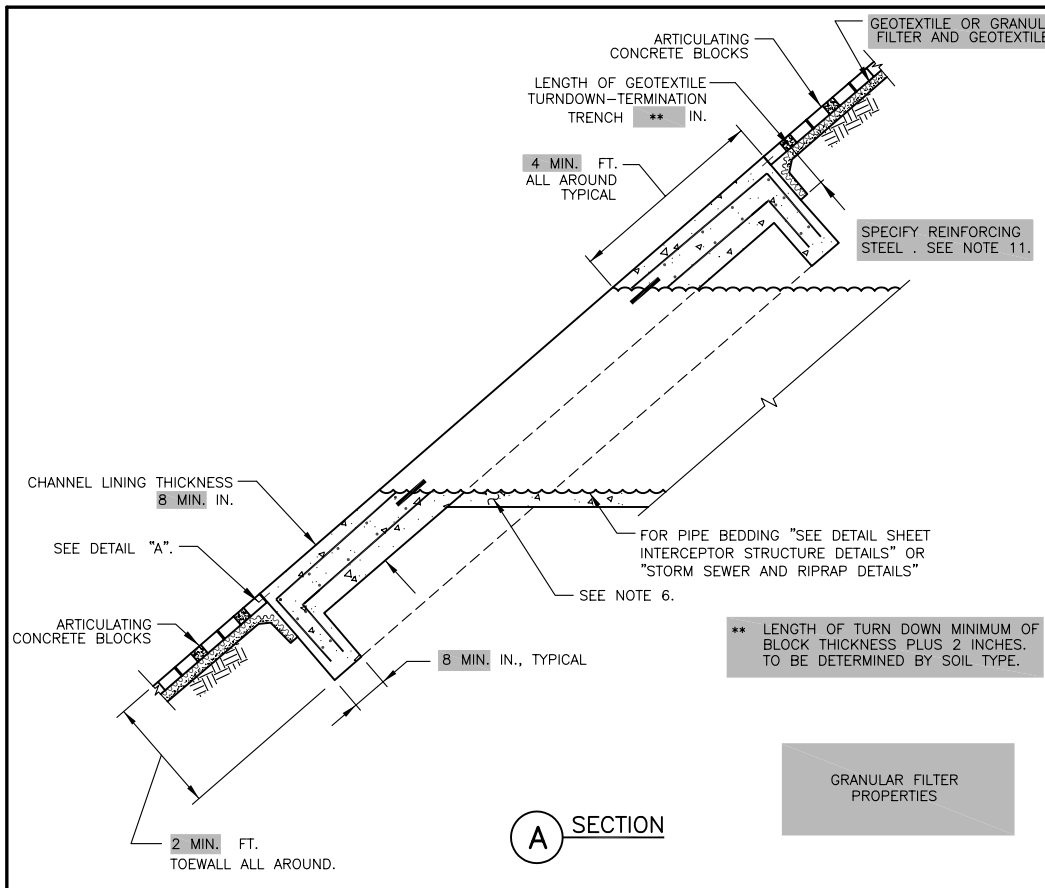 GEOTEXTILE OR GRANUL
FILTER AND GEOTEXTILE
ARTICULATING
CONCRETE BLOCKS
LENGTH OF GEOTEXTILE
TURNDOWN-TERMINATION
TRENCH ** IN.
4 MIN. FT.
ALL AROUND
TYPICAL
SPECIFY REINFORCING
STEEL . SEE NOTE 11.
CHANNEL LINING THICKNESS
8 MIN. IN.
SEE DETAIL "A".
ARTICULATING
CONCRETE BLOCKS
FOR PIPE BEDDING "SEE DETAIL SHEET
INTERCEPTOR STRUCTURE DETAILS" OR
"STORM SEWER AND RIPRAP DETAILS"
SEE NOTE 6.
8 MIN. IN., TYPICAL
** LENGTH OF TURN DOWN MINIMUM OF
BLOCK THICKNESS PLUS 2 INCHES.
TO BE DETERMINED BY SOIL TYPE.
GRANULAR FILTER
PROPERTIES
2 MIN. FT.
TOEWALL ALL AROUND.
A SECTION